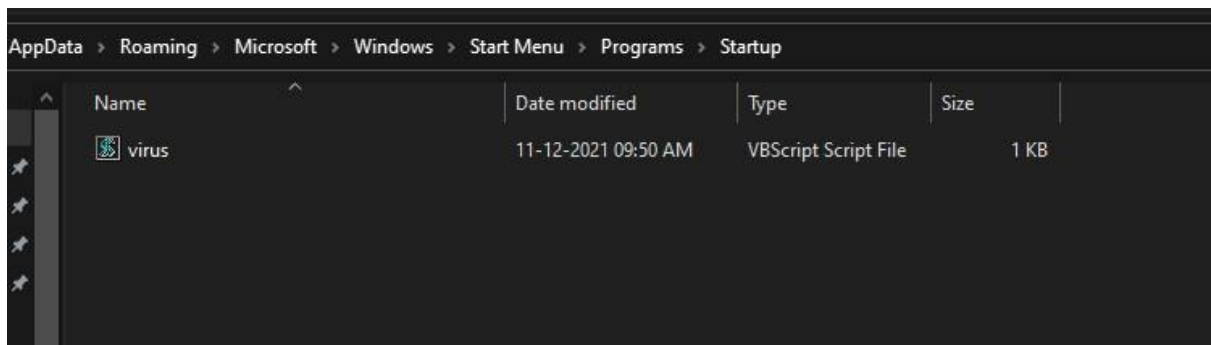 AppData > Roaming > Microsoft > Windows > Start Menu > Programs > Startup
Name Date modified Type Size
virus 11-12-2021 09:50 AM VBScript Script File 1 KB